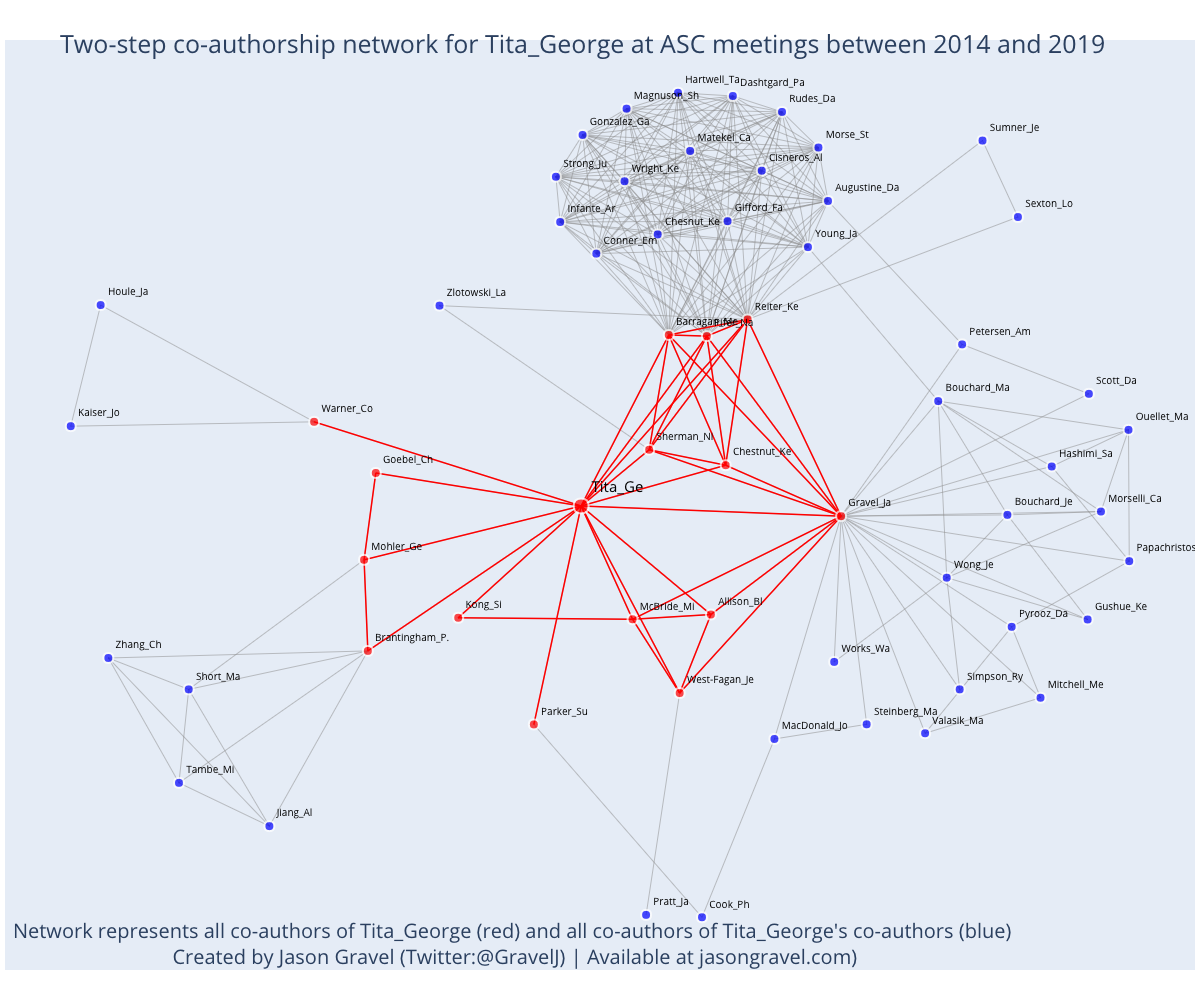 Two-step co-authorship network for Tita_George at ASC meetings between 2014 and 2019
Hartwell_Ta
Dashtgard_Pa
Magnuson_Sh
Rudes_Da
Gonzalez_Ga
Sumner_Je
Morse_St
Matekel_Ca
Cisneros_Al
Strong_Ju
Wright_Ke
Augustine_Da
Sexton_Lo
Infante_Ar
Gifford_Fa
Chesnut_Ke
Young_Ja
Conner_Em
Houle_Ja
Zlotowski_La
Reiter_Ke
Petersen_Am
Scott_Da
Bouchard_Ma
Warner_Co
Kaiser_Jo
Ouellet_Ma
Sherman_Ni
Chestnut_Ke
Hashimi_Sa
Goebel_Ch
Tita_Ge
Gravel_Ja
Bouchard_Je
Morselli_Ca
Mohler_Ge
Papachristos
Wong_Je
Kong_Si
McBride_Mi
Allison_Bl
Pyrooz_Da
Gushue_Ke
Brantingham_P.
Zhang_Ch
Works_Wa
Short_Ma
West-Fagan_Je
Simpson_Ry
Mitchell_Me
Parker_Su
Steinberg_Ma
MacDonald_Jo
Valasik_Ma
Tambe_Mi
Jiang_Al
Pratt_Ja
Cook_Ph
Network represents all co-authors of Tita_George (red) and all co-authors of Tita_George's co-authors (blue)
Created by Jason Gravel (Twitter:@GravelJ) | Available at jasongravel.com)